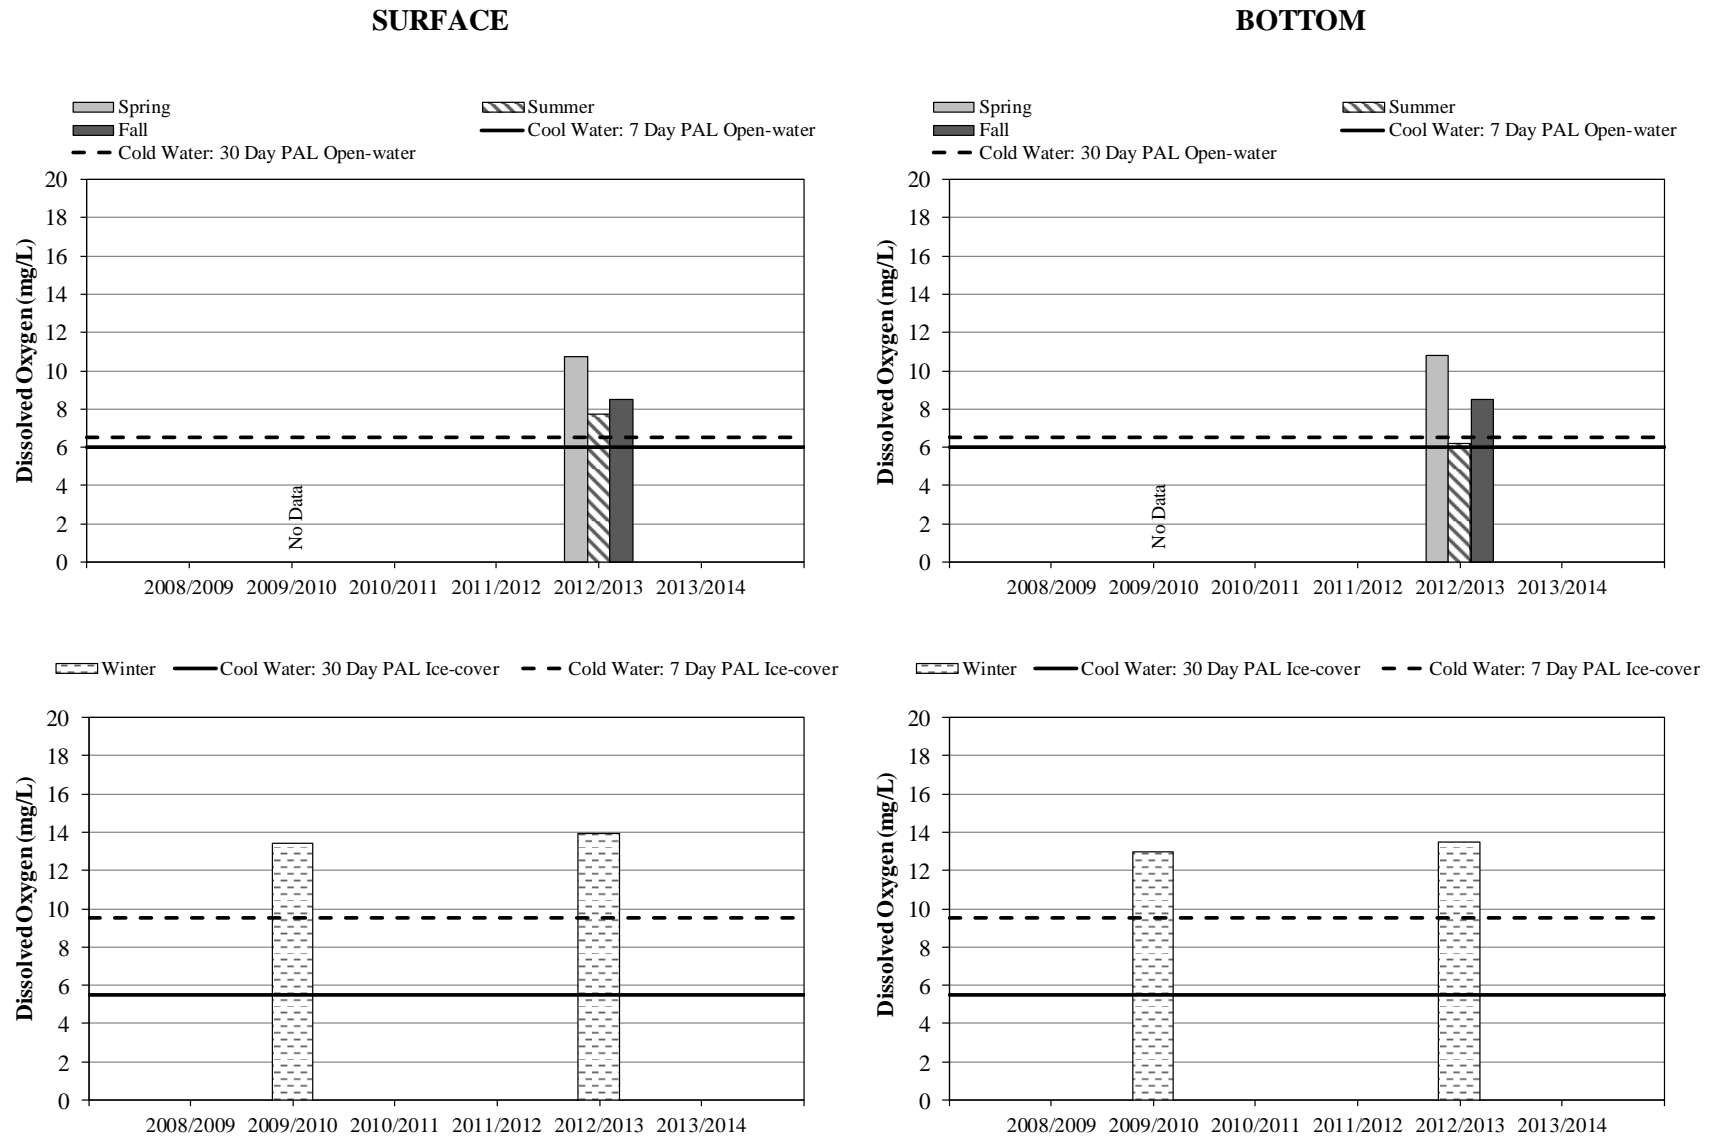 SURFACE BOTTOM
Spring Summer
Fall Cool Water: 7 Day PAL Open-water
Cold Water: 30 Day PAL Open-water
Dissolved Oxygen (mg/L)
20
18
16
14
12
10
8
6
4
2
0
No Data
2008/2009 2009/2010 2010/2011 2011/2012 2012/2013 2013/2014
Spring Summer
Fall Cool Water: 7 Day PAL Open-water
Cold Water: 30 Day PAL Open-water
Dissolved Oxygen (mg/L)
20
18
16
14
12
10
8
6
4
2
0
No Data
2008/2009 2009/2010 2010/2011 2011/2012 2012/2013 2013/2014
Winter Cool Water: 30 Day PAL Ice-cover Cold Water: 7 Day PAL Ice-cover
Dissolved Oxygen (mg/L)
20
18
16
14
12
10
8
6
4
2
0
2008/2009 2009/2010 2010/2011 2011/2012 2012/2013 2013/2014
Winter Cool Water: 30 Day PAL Ice-cover Cold Water: 7 Day PAL Ice-cover
Dissolved Oxygen (mg/L)
20
18
16
14
12
10
8
6
4
2
0
2008/2009 2009/2010 2010/2011 2011/2012 2012/2013 2013/2014